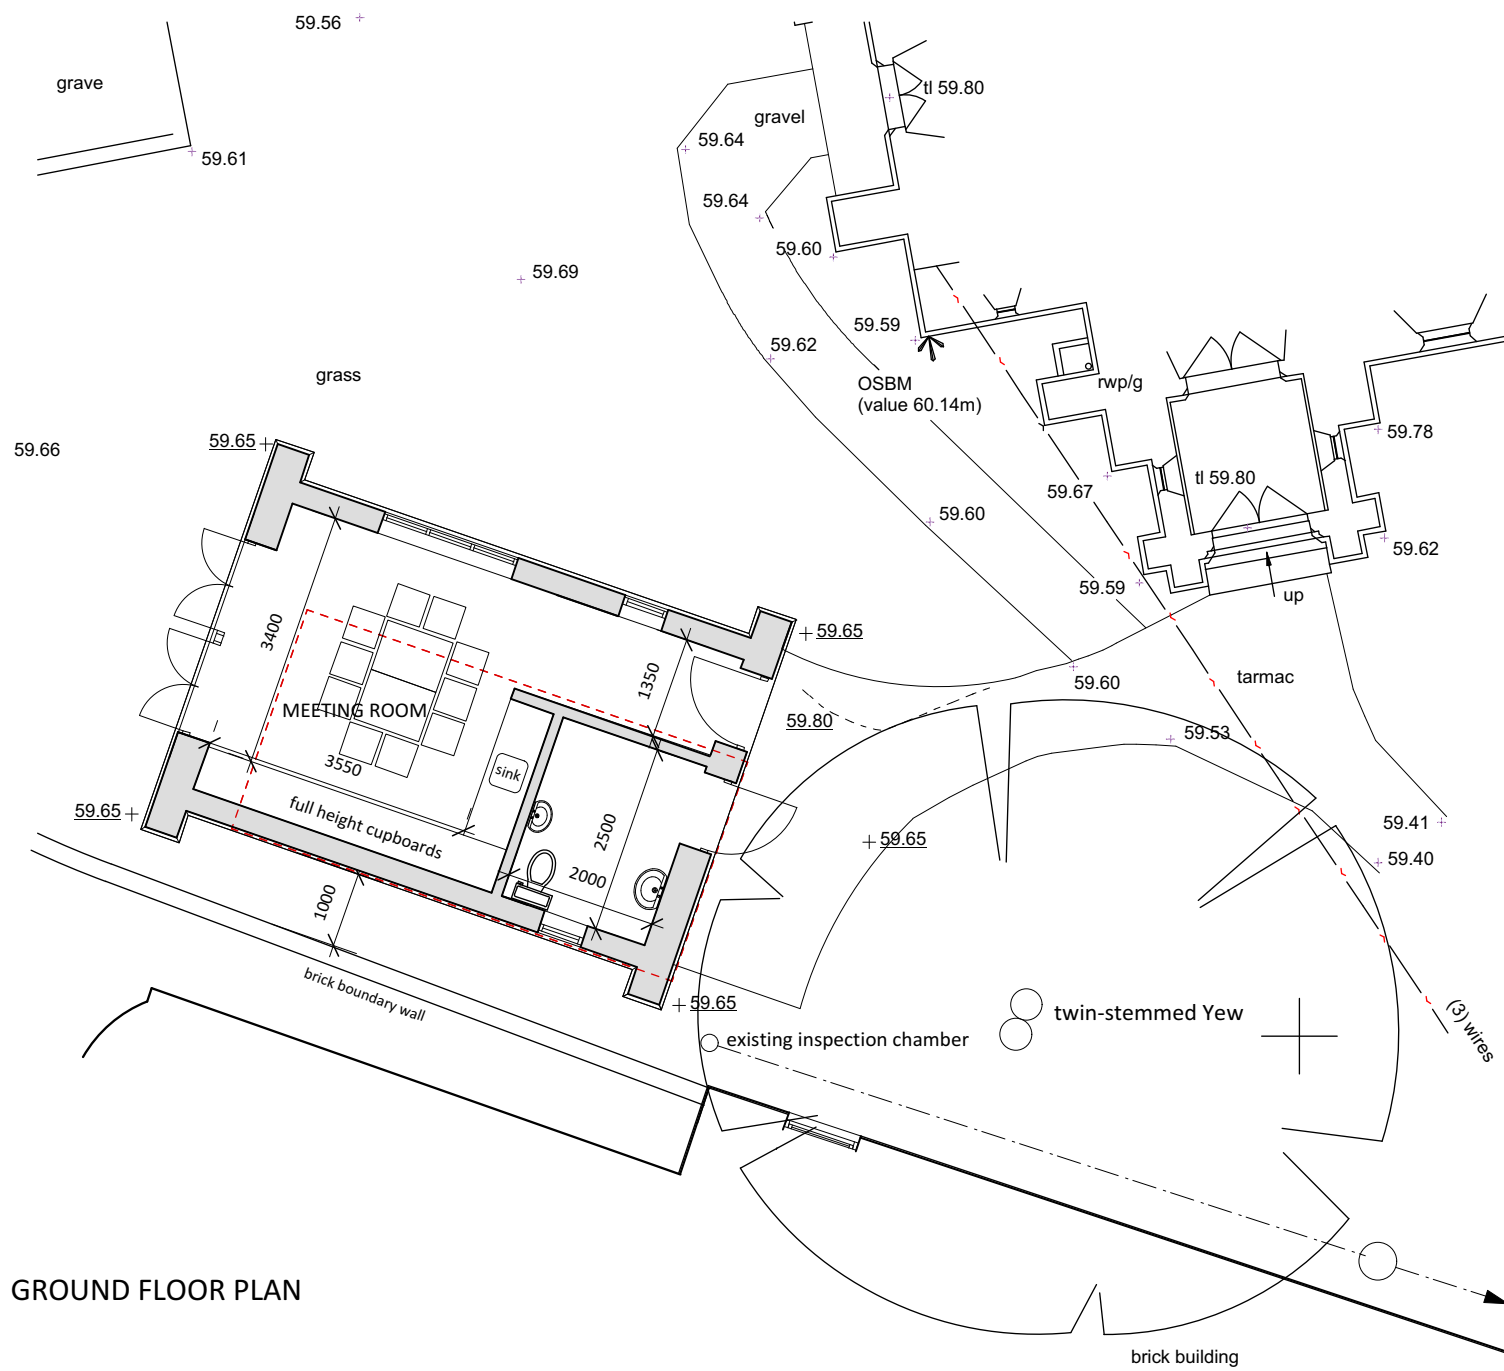 59.56
grave
tl 59.80
gravel
59.64
59.61
59.64
59.60
59.69
59.59
59.62
grass
OSBM
(value 60.14m)
rwp/g
59.78
59.65
59.66
tl 59.80
59.67
59.60
59.62
59.59
up
3400
59.65
1350
tarmac
59.60
MEETING ROOM
59.80
59.53
3550
sink
59.65
full height cupboards
2500
59.65
59.41
59.40
2000
1000
brick boundary wall
59.65
twin-stemmed Yew
(3) wires
existing inspection chamber
GROUND FLOOR PLAN
brick building